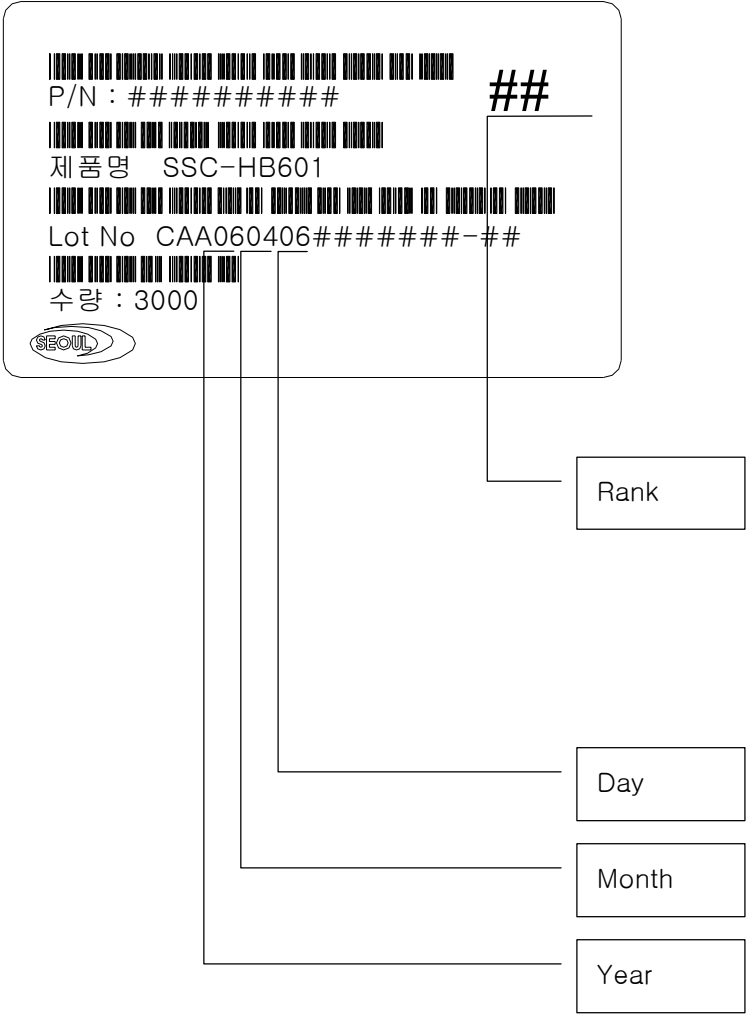 ##
P/N : ##########
제품명 SSC-HB601
Lot No CAA060406#######-##
수량 : 3000
SEOUL
Rank
Day
Month
Year